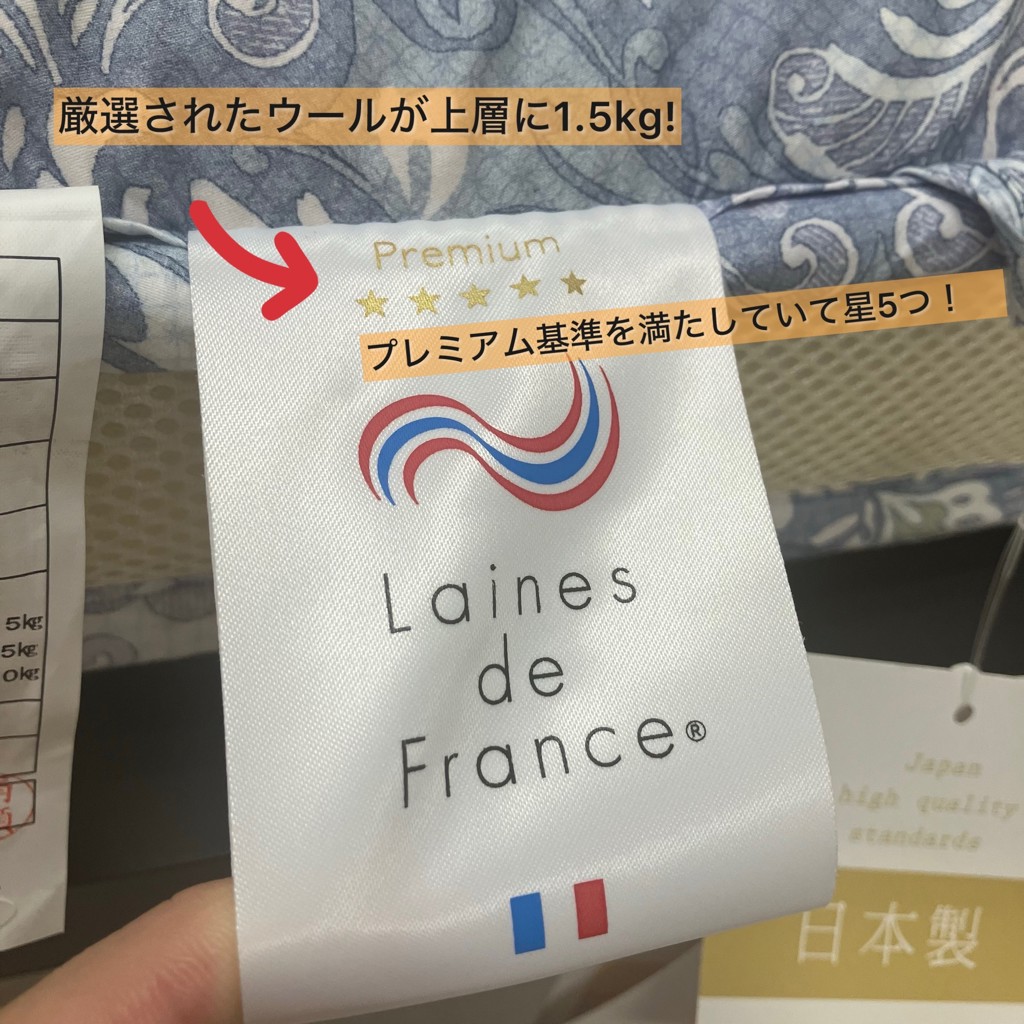 厳選されたウールが上層に1.5kg!
Premium
★★★★★
プレミアム基準を満たしていて星5つ！
Laines
de
France®
5kg
5kg
0kg
Japan
high quality
standards
日本製